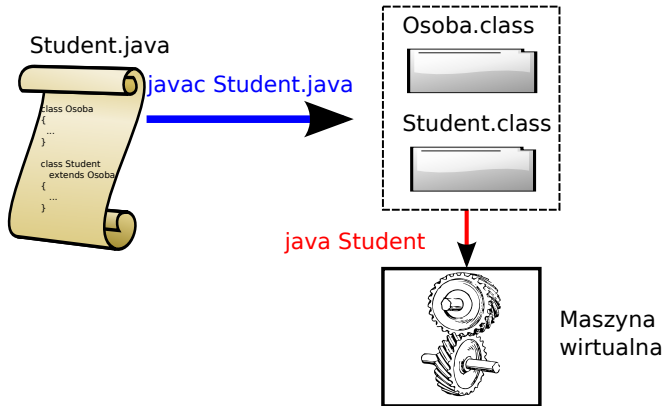 Student.java
class Osoba
{
...
}
class Student
extends Osoba
{
...
}
javac Student.java
Osoba.class
Student.class
java Student
Maszyna
wirtualna